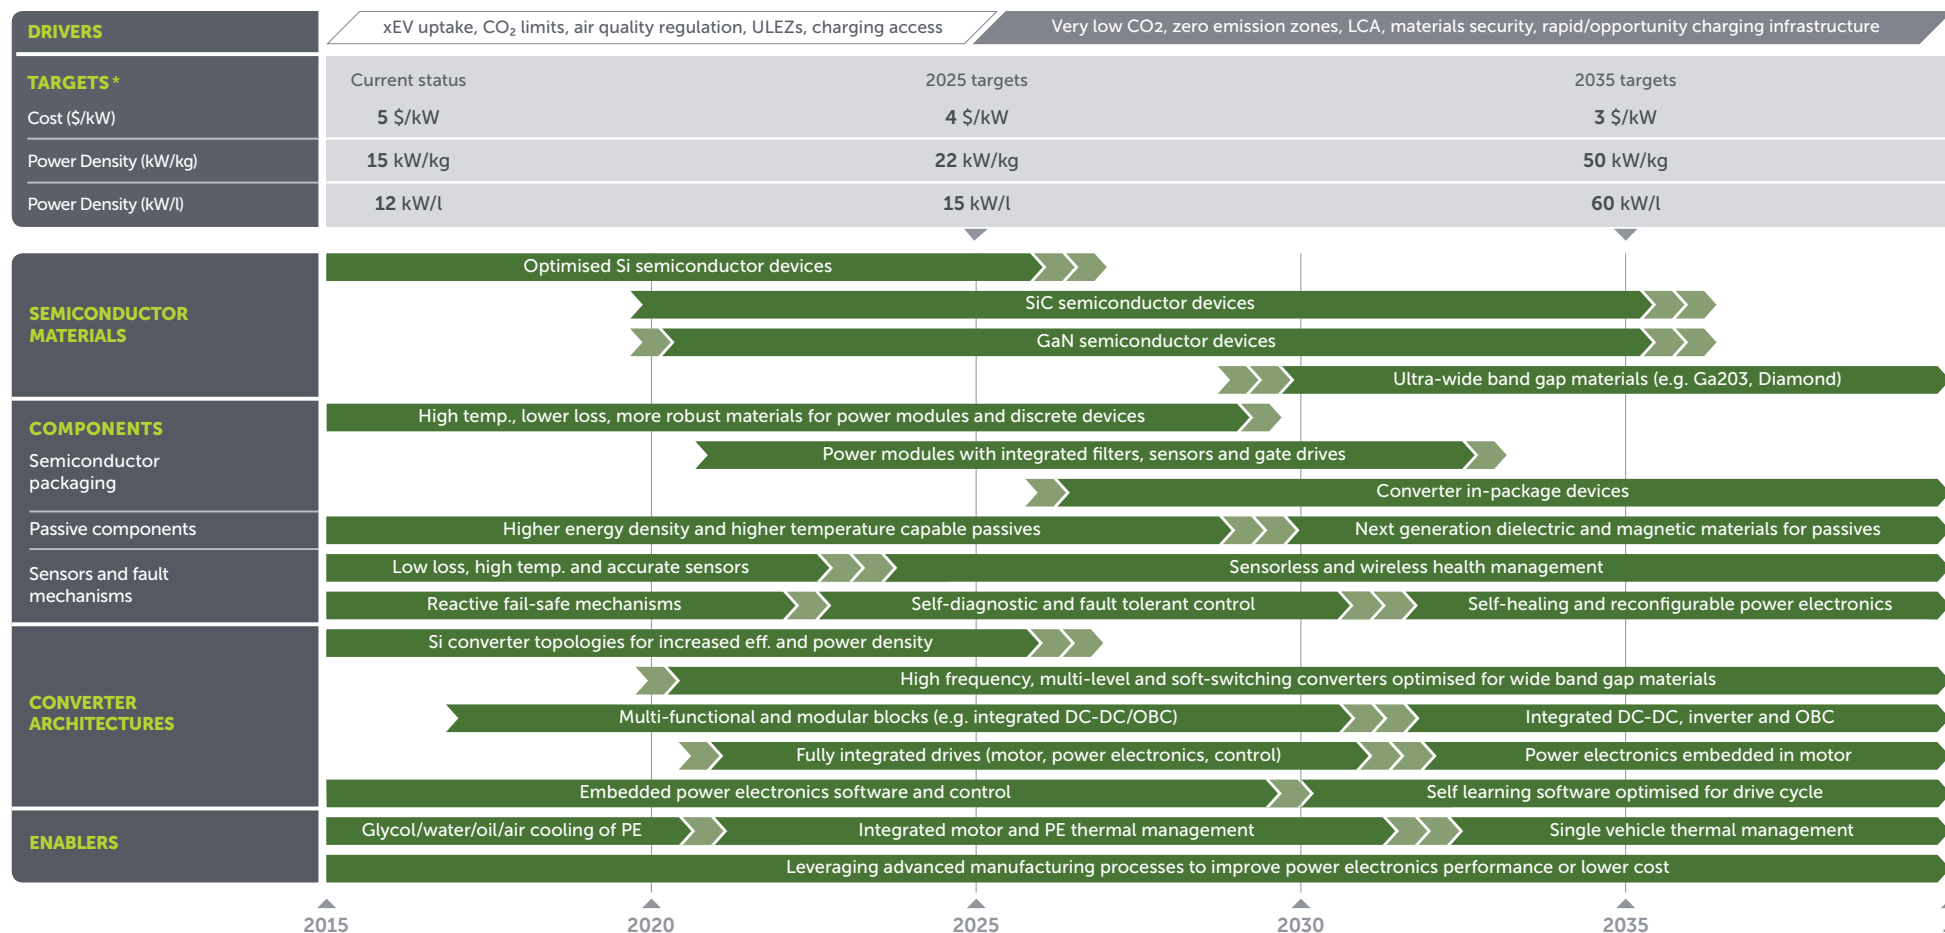 DRIVERS
xEV uptake, CO₂ limits, air quality regulation, ULEZs, charging access
Very low CO2, zero emission zones, LCA, materials security, rapid/opportunity charging infrastructure
TARGETS *
Current status
2025 targets
2035 targets
Cost ($/kW)
5 $/kW
4 $/kW
3 $/kW
Power Density (kW/kg)
15 kW/kg
22 kW/kg
50 kW/kg
Power Density (kW/l)
12 kW/l
15 kW/l
60 kW/l
SEMICONDUCTOR
MATERIALS
Optimised Si semiconductor devices
SiC semiconductor devices
GaN semiconductor devices
Ultra-wide band gap materials (e.g. Ga203, Diamond)
COMPONENTS
Semiconductor
packaging
High temp., lower loss, more robust materials for power modules and discrete devices
Power modules with integrated filters, sensors and gate drives
Converter in-package devices
Passive components
Higher energy density and higher temperature capable passives
Next generation dielectric and magnetic materials for passives
Sensors and fault
mechanisms
Low loss, high temp. and accurate sensors
Sensorless and wireless health management
Reactive fail-safe mechanisms
Self-diagnostic and fault tolerant control
Self-healing and reconfigurable power electronics
CONVERTER
ARCHITECTURES
Si converter topologies for increased eff. and power density
High frequency, multi-level and soft-switching converters optimised for wide band gap materials
Multi-functional and modular blocks (e.g. integrated DC-DC/OBC)
Integrated DC-DC, inverter and OBC
Fully integrated drives (motor, power electronics, control)
Power electronics embedded in motor
Embedded power electronics software and control
Self learning software optimised for drive cycle
ENABLERS
Glycol/water/oil/air cooling of PE
Integrated motor and PE thermal management
Single vehicle thermal management
Leveraging advanced manufacturing processes to improve power electronics performance or lower cost
2015
2020
2025
2030
2035